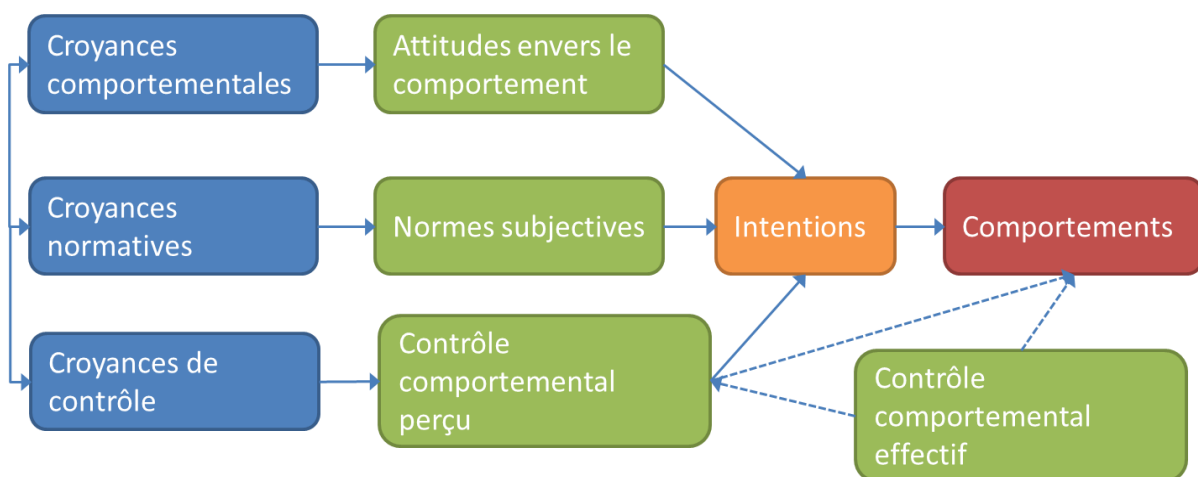 Croyances
comportementales
Attitudes envers le
comportement
Croyances
normatives
Normes subjectives
Intentions
Comportements
Croyances de
contrôle
Contrôle
comportemental
perçu
Contrôle
comportemental
effectif